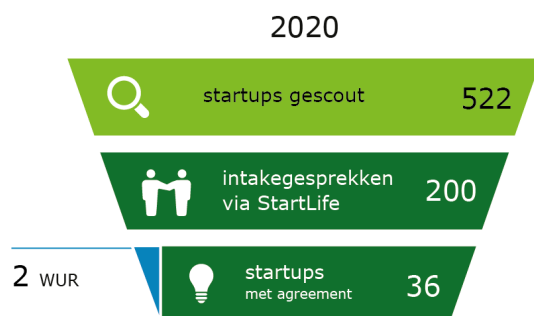 2020
startups gescout 522
intakegesprekken
via StartLife 200
2 WUR
startups
met agreement 36